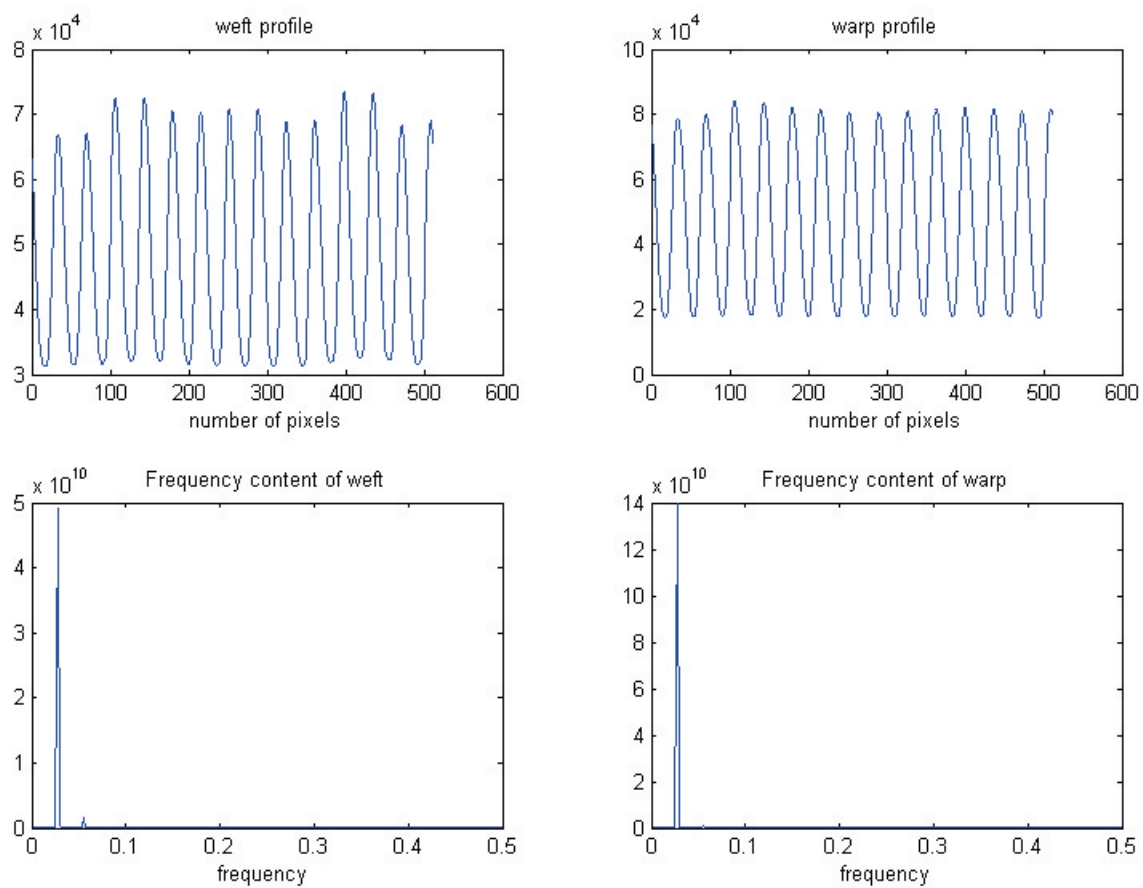 weft profile
x 10^4
8
7
6
5
4
3
0 100 200 300 400 500 600
number of pixels
warp profile
x 10^4
10
8
6
4
2
0
0 100 200 300 400 500 600
number of pixels
Frequency content of weft
x 10^10
5
4
3
2
1
0
0 0.1 0.2 0.3 0.4 0.5
frequency
Frequency content of warp
x 10^10
14
12
10
8
6
4
2
0
0 0.1 0.2 0.3 0.4 0.5
frequency